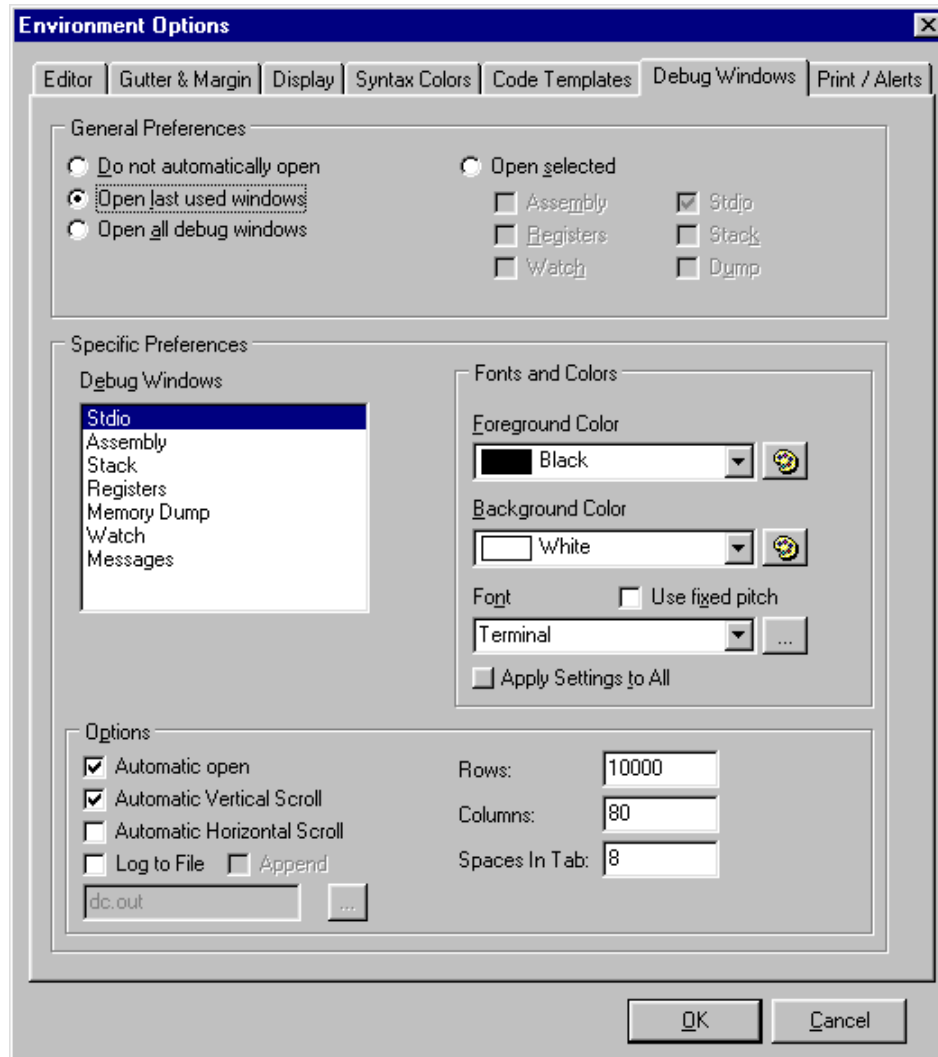 Environment Options
Editor
Gutter & Margin
Display
Syntax Colors
Code Templates
Debug Windows
Print / Alerts
General Preferences
Do not automatically open
Open last used windows
Open all debug windows
Open selected
Assembly
Registers
Watch
Stdio
Stack
Dump
Specific Preferences
Debug Windows
Stdio
Assembly
Stack
Registers
Memory Dump
Watch
Messages
Fonts and Colors
Foreground Color
Black
Background Color
White
Font
Use fixed pitch
Terminal
...
Apply Settings to All
Options
Automatic open
Automatic Vertical Scroll
Automatic Horizontal Scroll
Log to File
Append
dc.out
...
Rows: 10000
Columns: 80
Spaces In Tab: 8
OK
Cancel